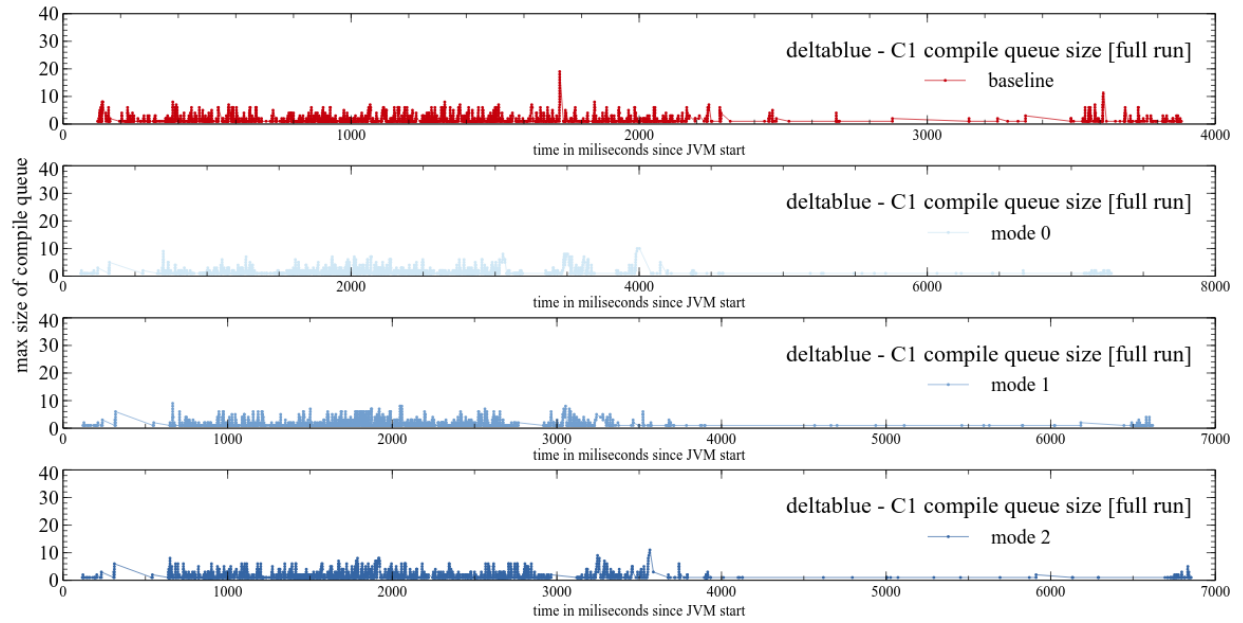 max size of compile queue
40
30
20
10
0
deltablue - C1 compile queue size [full run]
baseline
0 1000 2000 3000 4000
time in miliseconds since JVM start
40
30
20
10
0
deltablue - C1 compile queue size [full run]
mode 0
0 2000 4000 6000 8000
time in miliseconds since JVM start
40
30
20
10
0
deltablue - C1 compile queue size [full run]
mode 1
0 1000 2000 3000 4000 5000 6000 7000
time in miliseconds since JVM start
40
30
20
10
0
deltablue - C1 compile queue size [full run]
mode 2
0 1000 2000 3000 4000 5000 6000 7000
time in miliseconds since JVM start